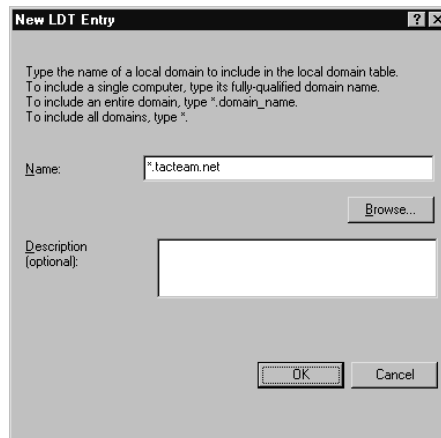 New LDT Entry
Type the name of a local domain to include in the local domain table.
To include a single computer, type its fully-qualified domain name.
To include an entire domain, type *.domain_name.
To include all domains, type *.
Name:
*.tacteam.net
Browse...
Description
(optional):
OK
Cancel